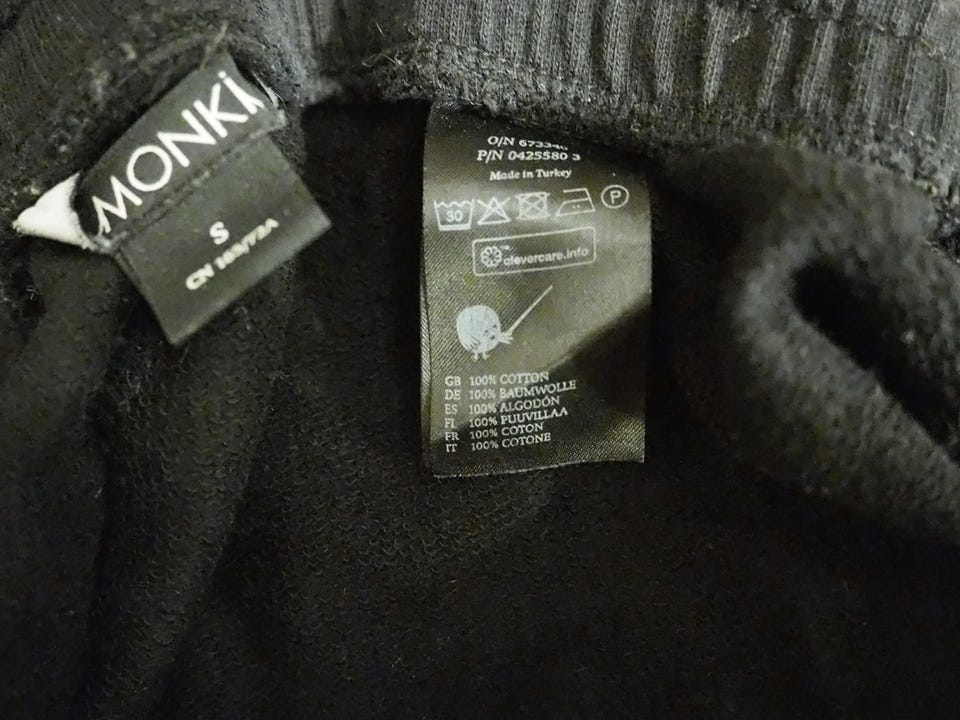 MONKI
S
O/N
P/N 0425580 3
Made in Turkey
30
P
clevercare.info
GB 100% COTTON
DE 100% BAUMWOLLE
ES 100% ALGODÓN
FI 100% PUUVILLAA
FR 100% COTON
IT 100% COTONE